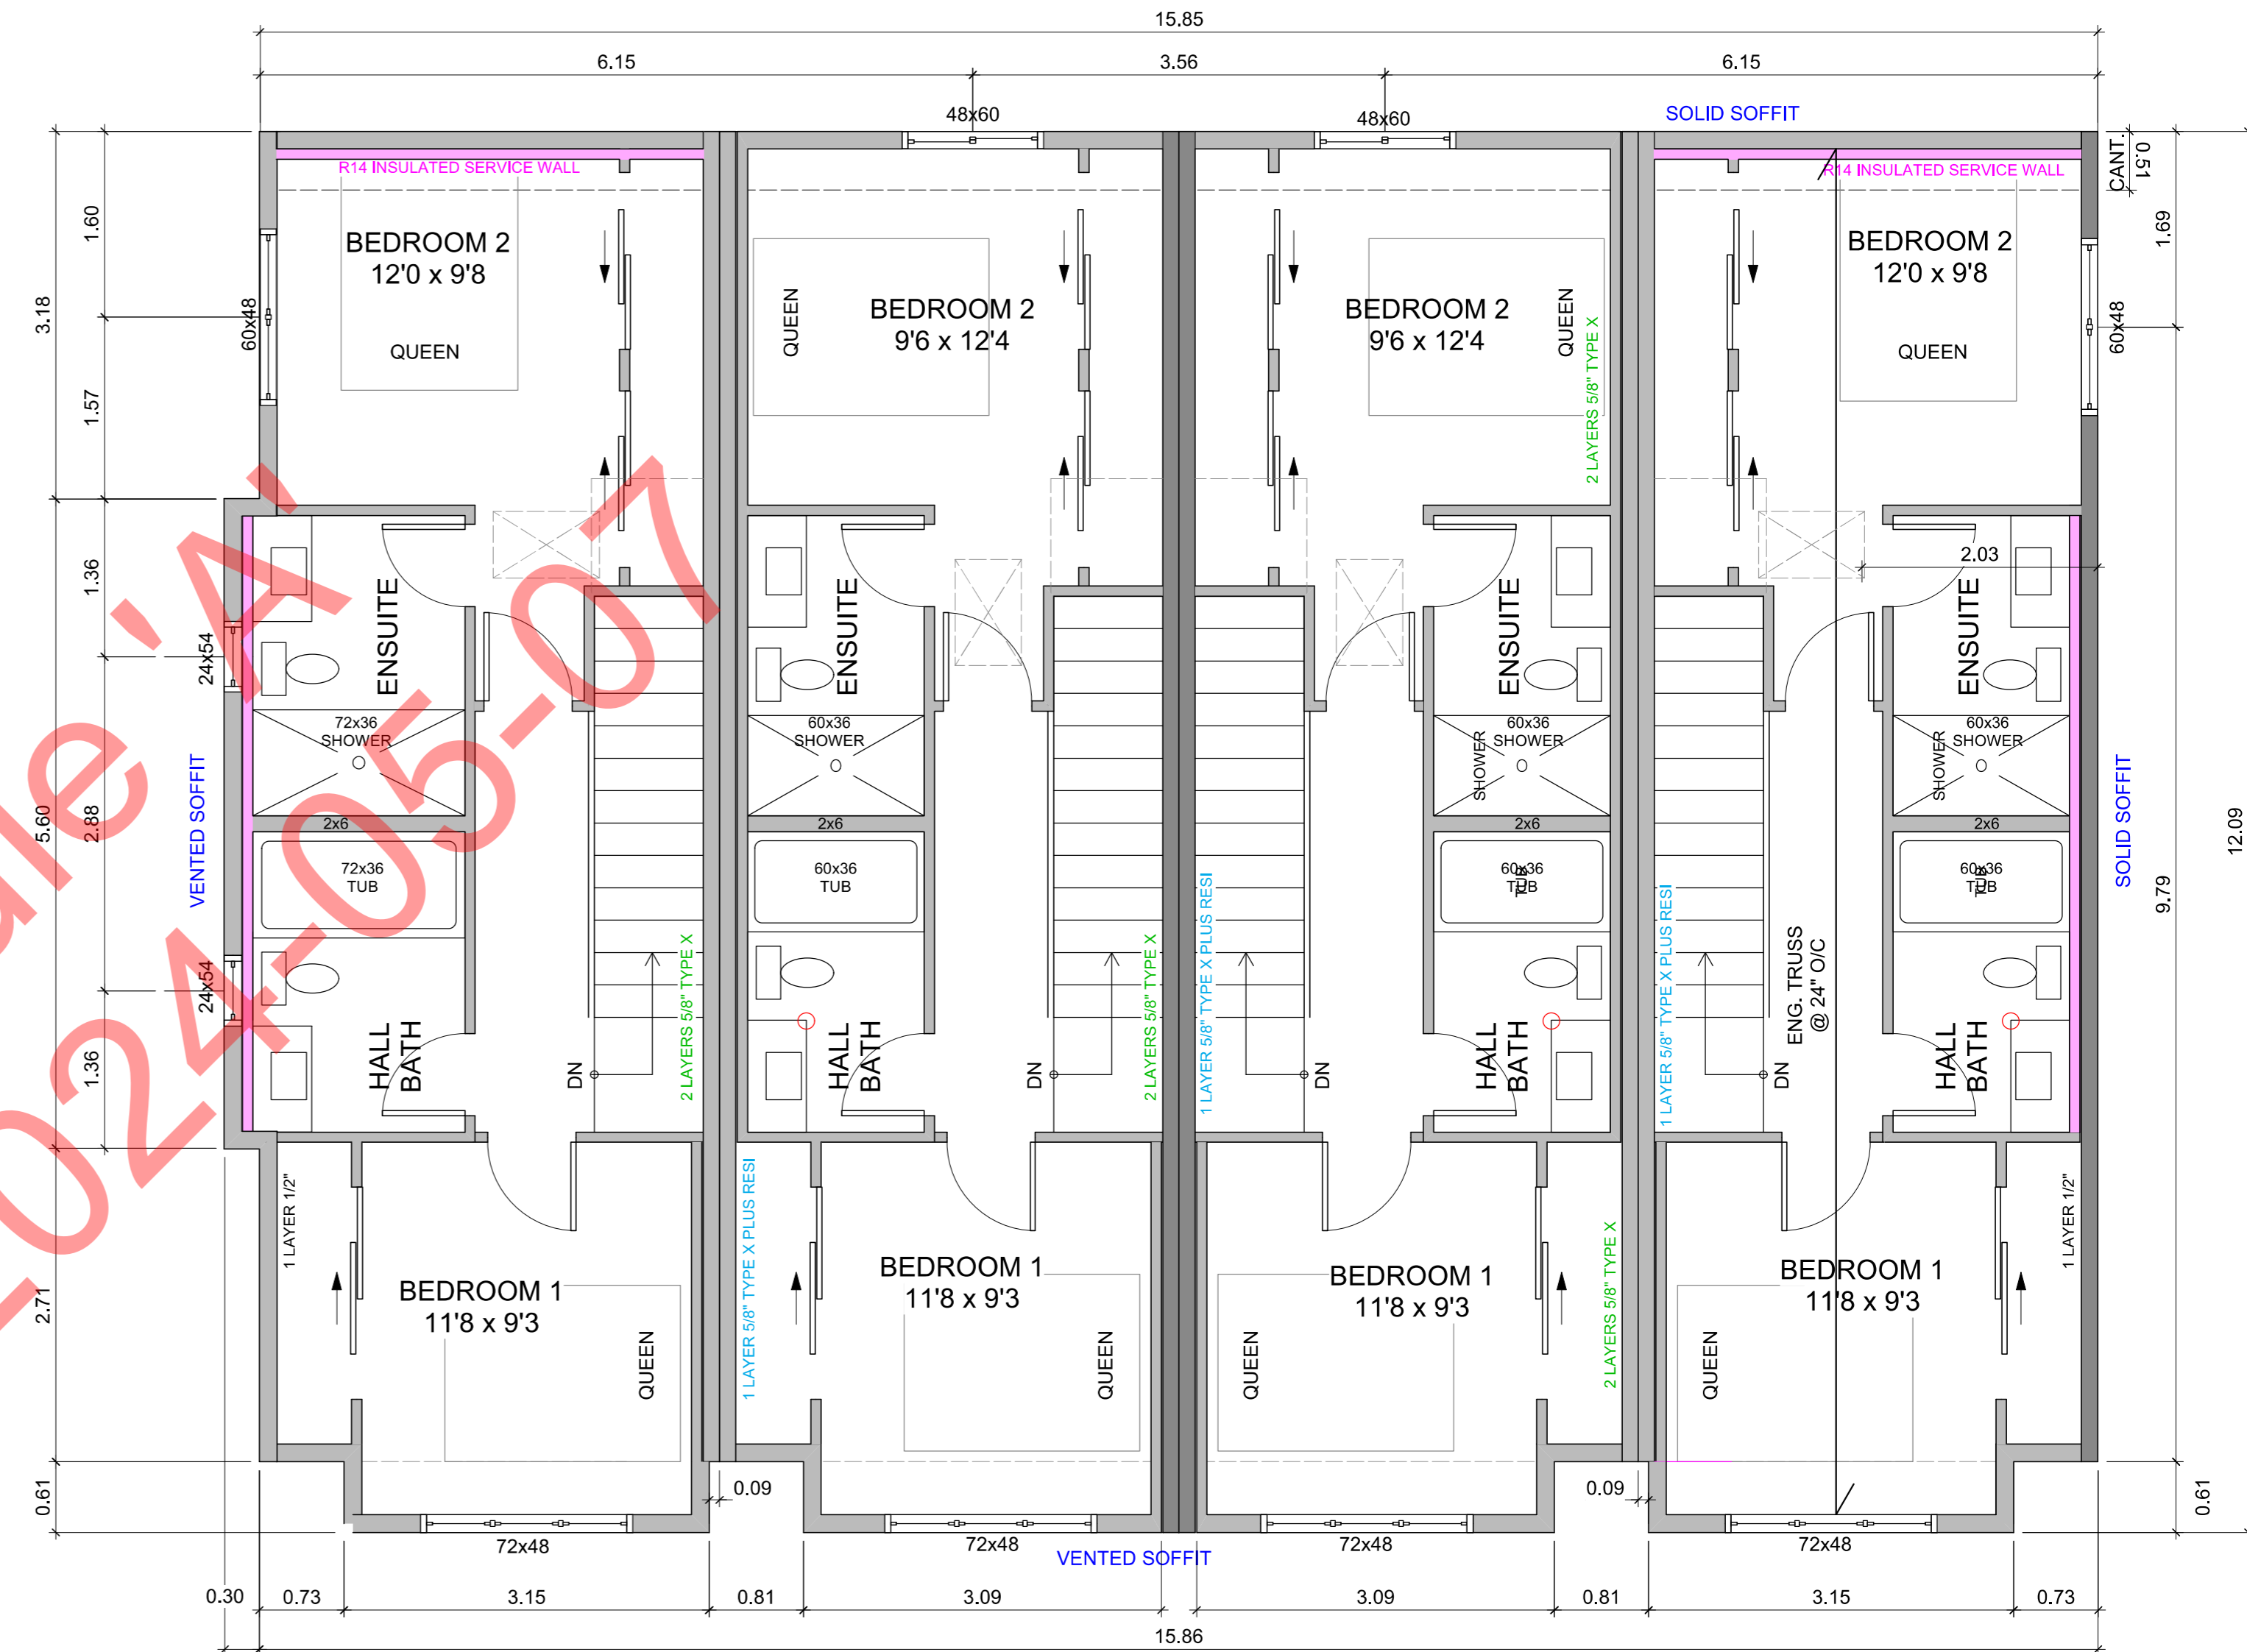 15.85
6.15
3.56
6.15
48x60
48x60
SOLID SOFFIT
CANT.
0.51
R14 INSULATED SERVICE WALL
R14 INSULATED SERVICE WALL
1.60
1.69
3.18
BEDROOM 2
12'0 x 9'8
QUEEN
60x48
QUEEN
BEDROOM 2
9'6 x 12'4
BEDROOM 2
9'6 x 12'4
QUEEN
2 LAYERS 5/8" TYPE X
BEDROOM 2
12'0 x 9'8
QUEEN
60x48
1.57
1.36
ENSUITE
ENSUITE
ENSUITE
ENSUITE
2.03
24x54
72x36
SHOWER
60x36
SHOWER
60x36
SHOWER
SHOWER
60x36
SHOWER
SHOWER
VENTED SOFFIT
SOLID SOFFIT
5.60
2.88
12.09
9.79
2x6
2x6
2x6
2x6
72x36
TUB
60x36
TUB
60x36
TUB
TUB
60x36
TUB
TUB
24x54
1.36
HALL
BATH
DN
2 LAYERS 5/8" TYPE X
HALL
BATH
DN
2 LAYERS 5/8" TYPE X
1 LAYER 5/8" TYPE X PLUS RESI
DN
HALL
BATH
1 LAYER 5/8" TYPE X PLUS RESI
DN
ENG. TRUSS
@ 24" O/C
HALL
BATH
1 LAYER 1/2"
1 LAYER 5/8" TYPE X PLUS RESI
2 LAYERS 5/8" TYPE X
1 LAYER 1/2"
2.71
BEDROOM 1
11'8 x 9'3
QUEEN
BEDROOM 1
11'8 x 9'3
QUEEN
BEDROOM 1
11'8 x 9'3
QUEEN
BEDROOM 1
11'8 x 9'3
QUEEN
0.61
0.09
0.09
0.61
72x48
72x48
72x48
72x48
VENTED SOFFIT
0.30
0.73
3.15
0.81
3.09
3.09
0.81
3.15
0.73
15.86
'A'
024-05-07